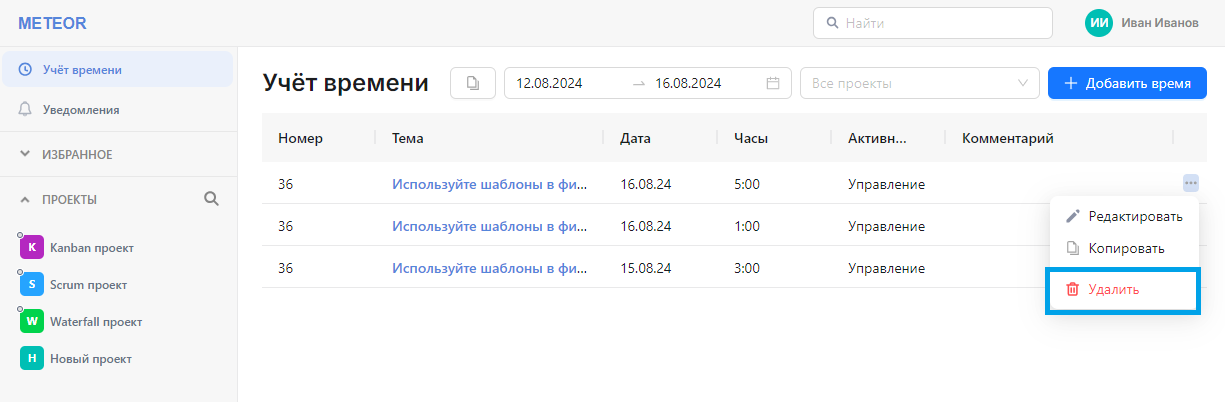 METEOR
Найти
ИИ Иван Иванов
Учёт времени
Уведомления
ИЗБРАННОЕ
ПРОЕКТЫ
K Kanban проект
S Scrum проект
W Waterfall проект
Н Новый проект
Учёт времени 12.08.2024 16.08.2024 Все проекты Добавить время
Номер Тема Дата Часы Активн... Комментарий
36 Используйте шаблоны в фи... 16.08.24 5:00 Управление
36 Используйте шаблоны в фи... 16.08.24 1:00 Управление
36 Используйте шаблоны в фи... 15.08.24 3:00 Управление
Редактировать
Копировать
Удалить